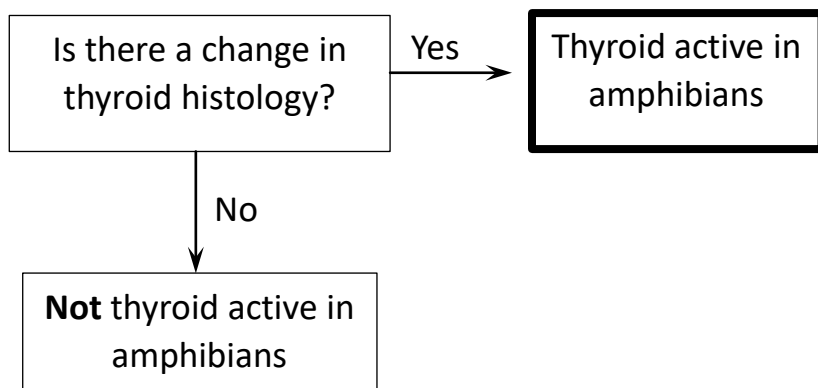 Is there a change in
thyroid histology?
Yes
Thyroid active in
amphibians
No
Not thyroid active in
amphibians